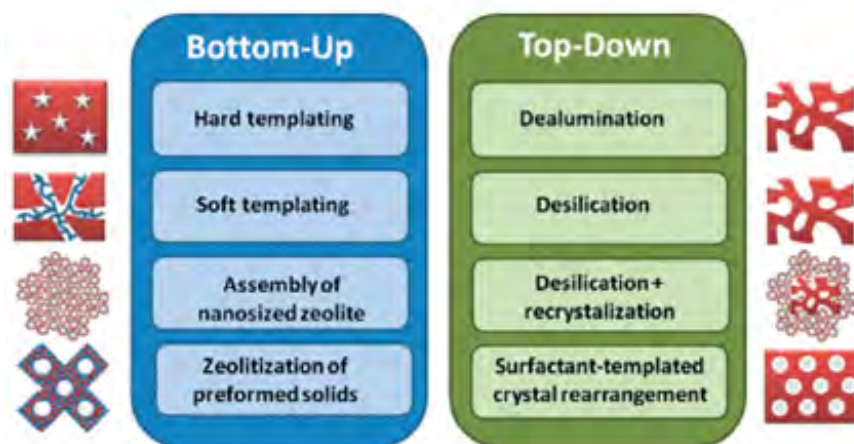 Bottom-Up
Hard templating
Soft templating
Assembly of
nanosized zeolite
Zeolitization of
preformed solids
Top-Down
Dealumination
Desilication
Desilication +
recrystalization
Surfactant-templated
crystal rearrangement